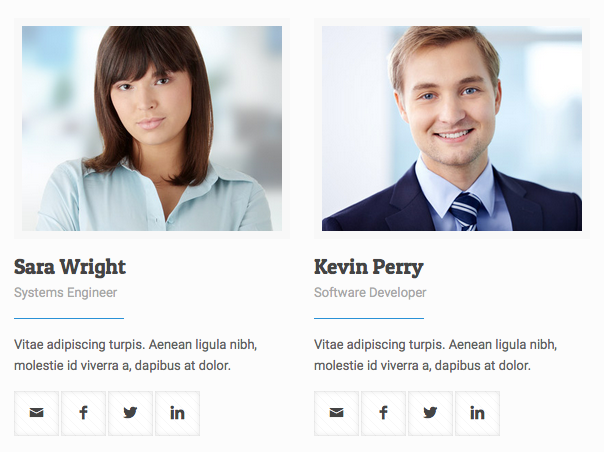 Sara Wright
Systems Engineer
Vitae adipiscing turpis. Aenean ligula nibh,
molestie id viverra a, dapibus at dolor.
Kevin Perry
Software Developer
Vitae adipiscing turpis. Aenean ligula nibh,
molestie id viverra a, dapibus at dolor.